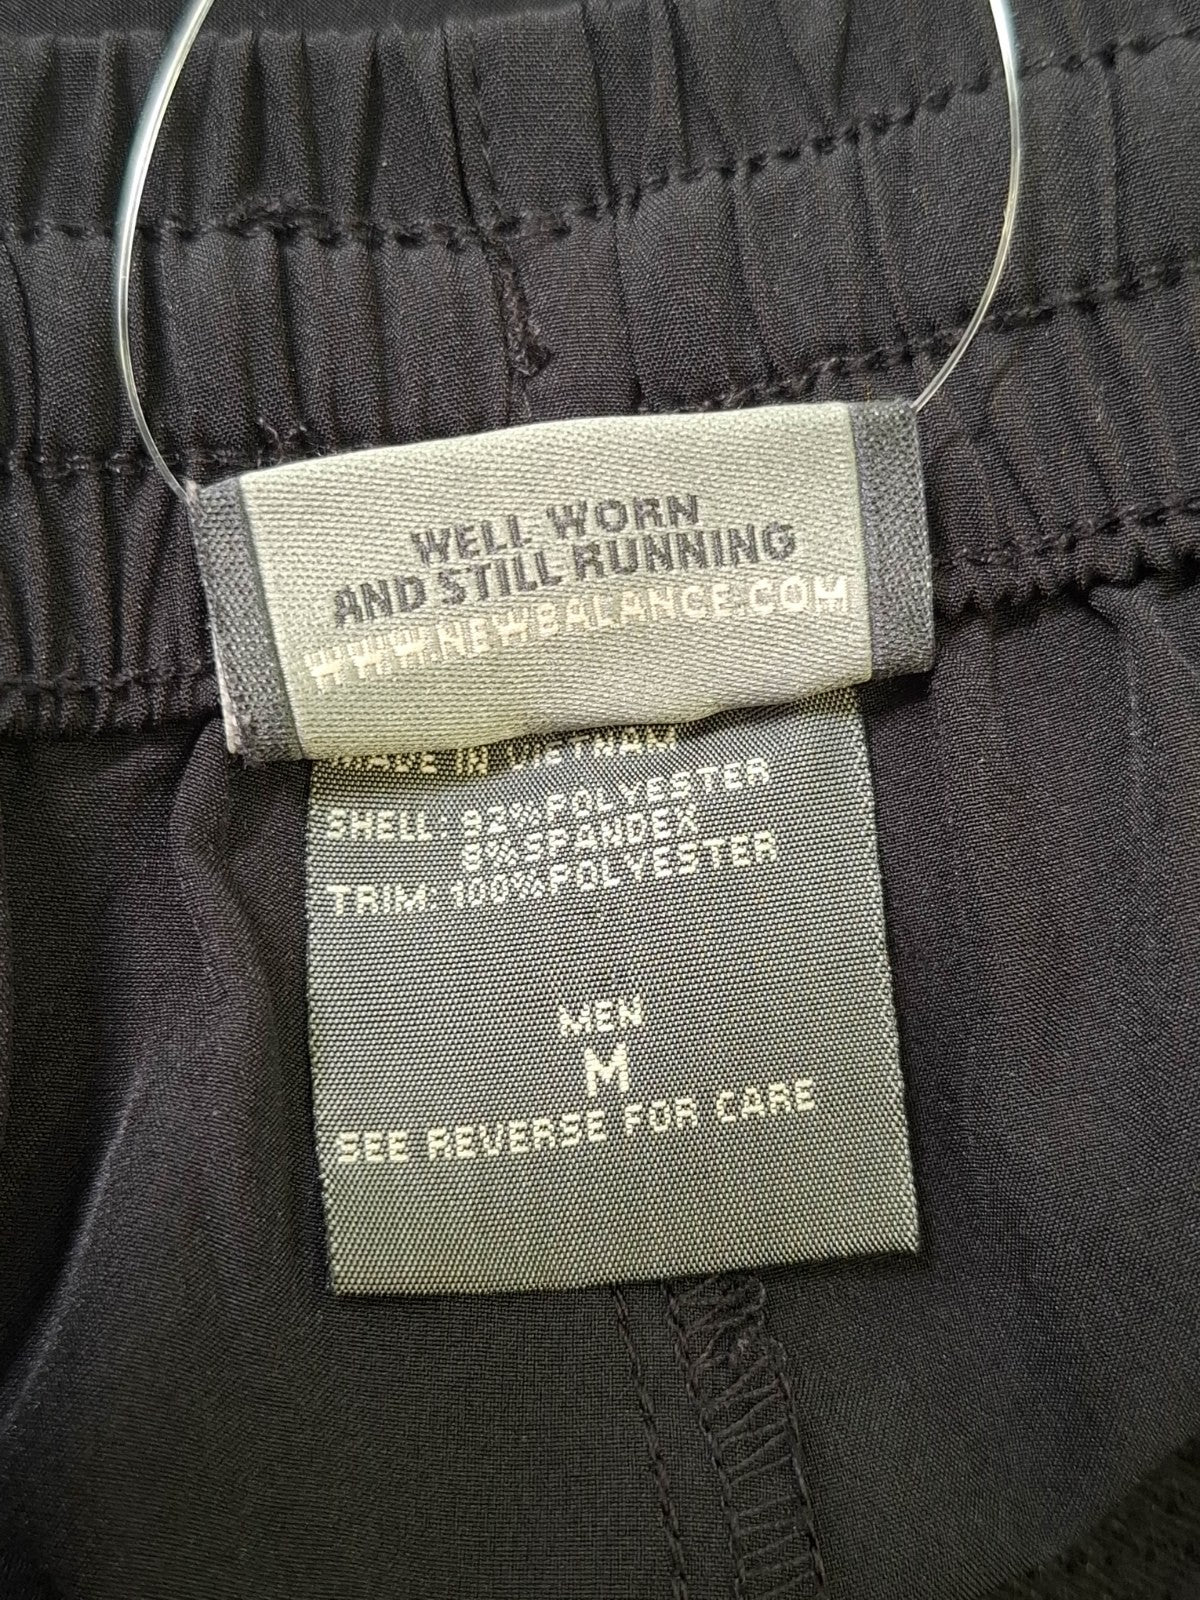 WELL WORN
AND STILL RUNNING
WWW.NEWBALANCE.COM
MADE IN VIETNAM
SHELL: 92% POLYESTER
8% SPANDEX
TRIM: 100% POLYESTER
MEN
M
SEE REVERSE FOR CARE